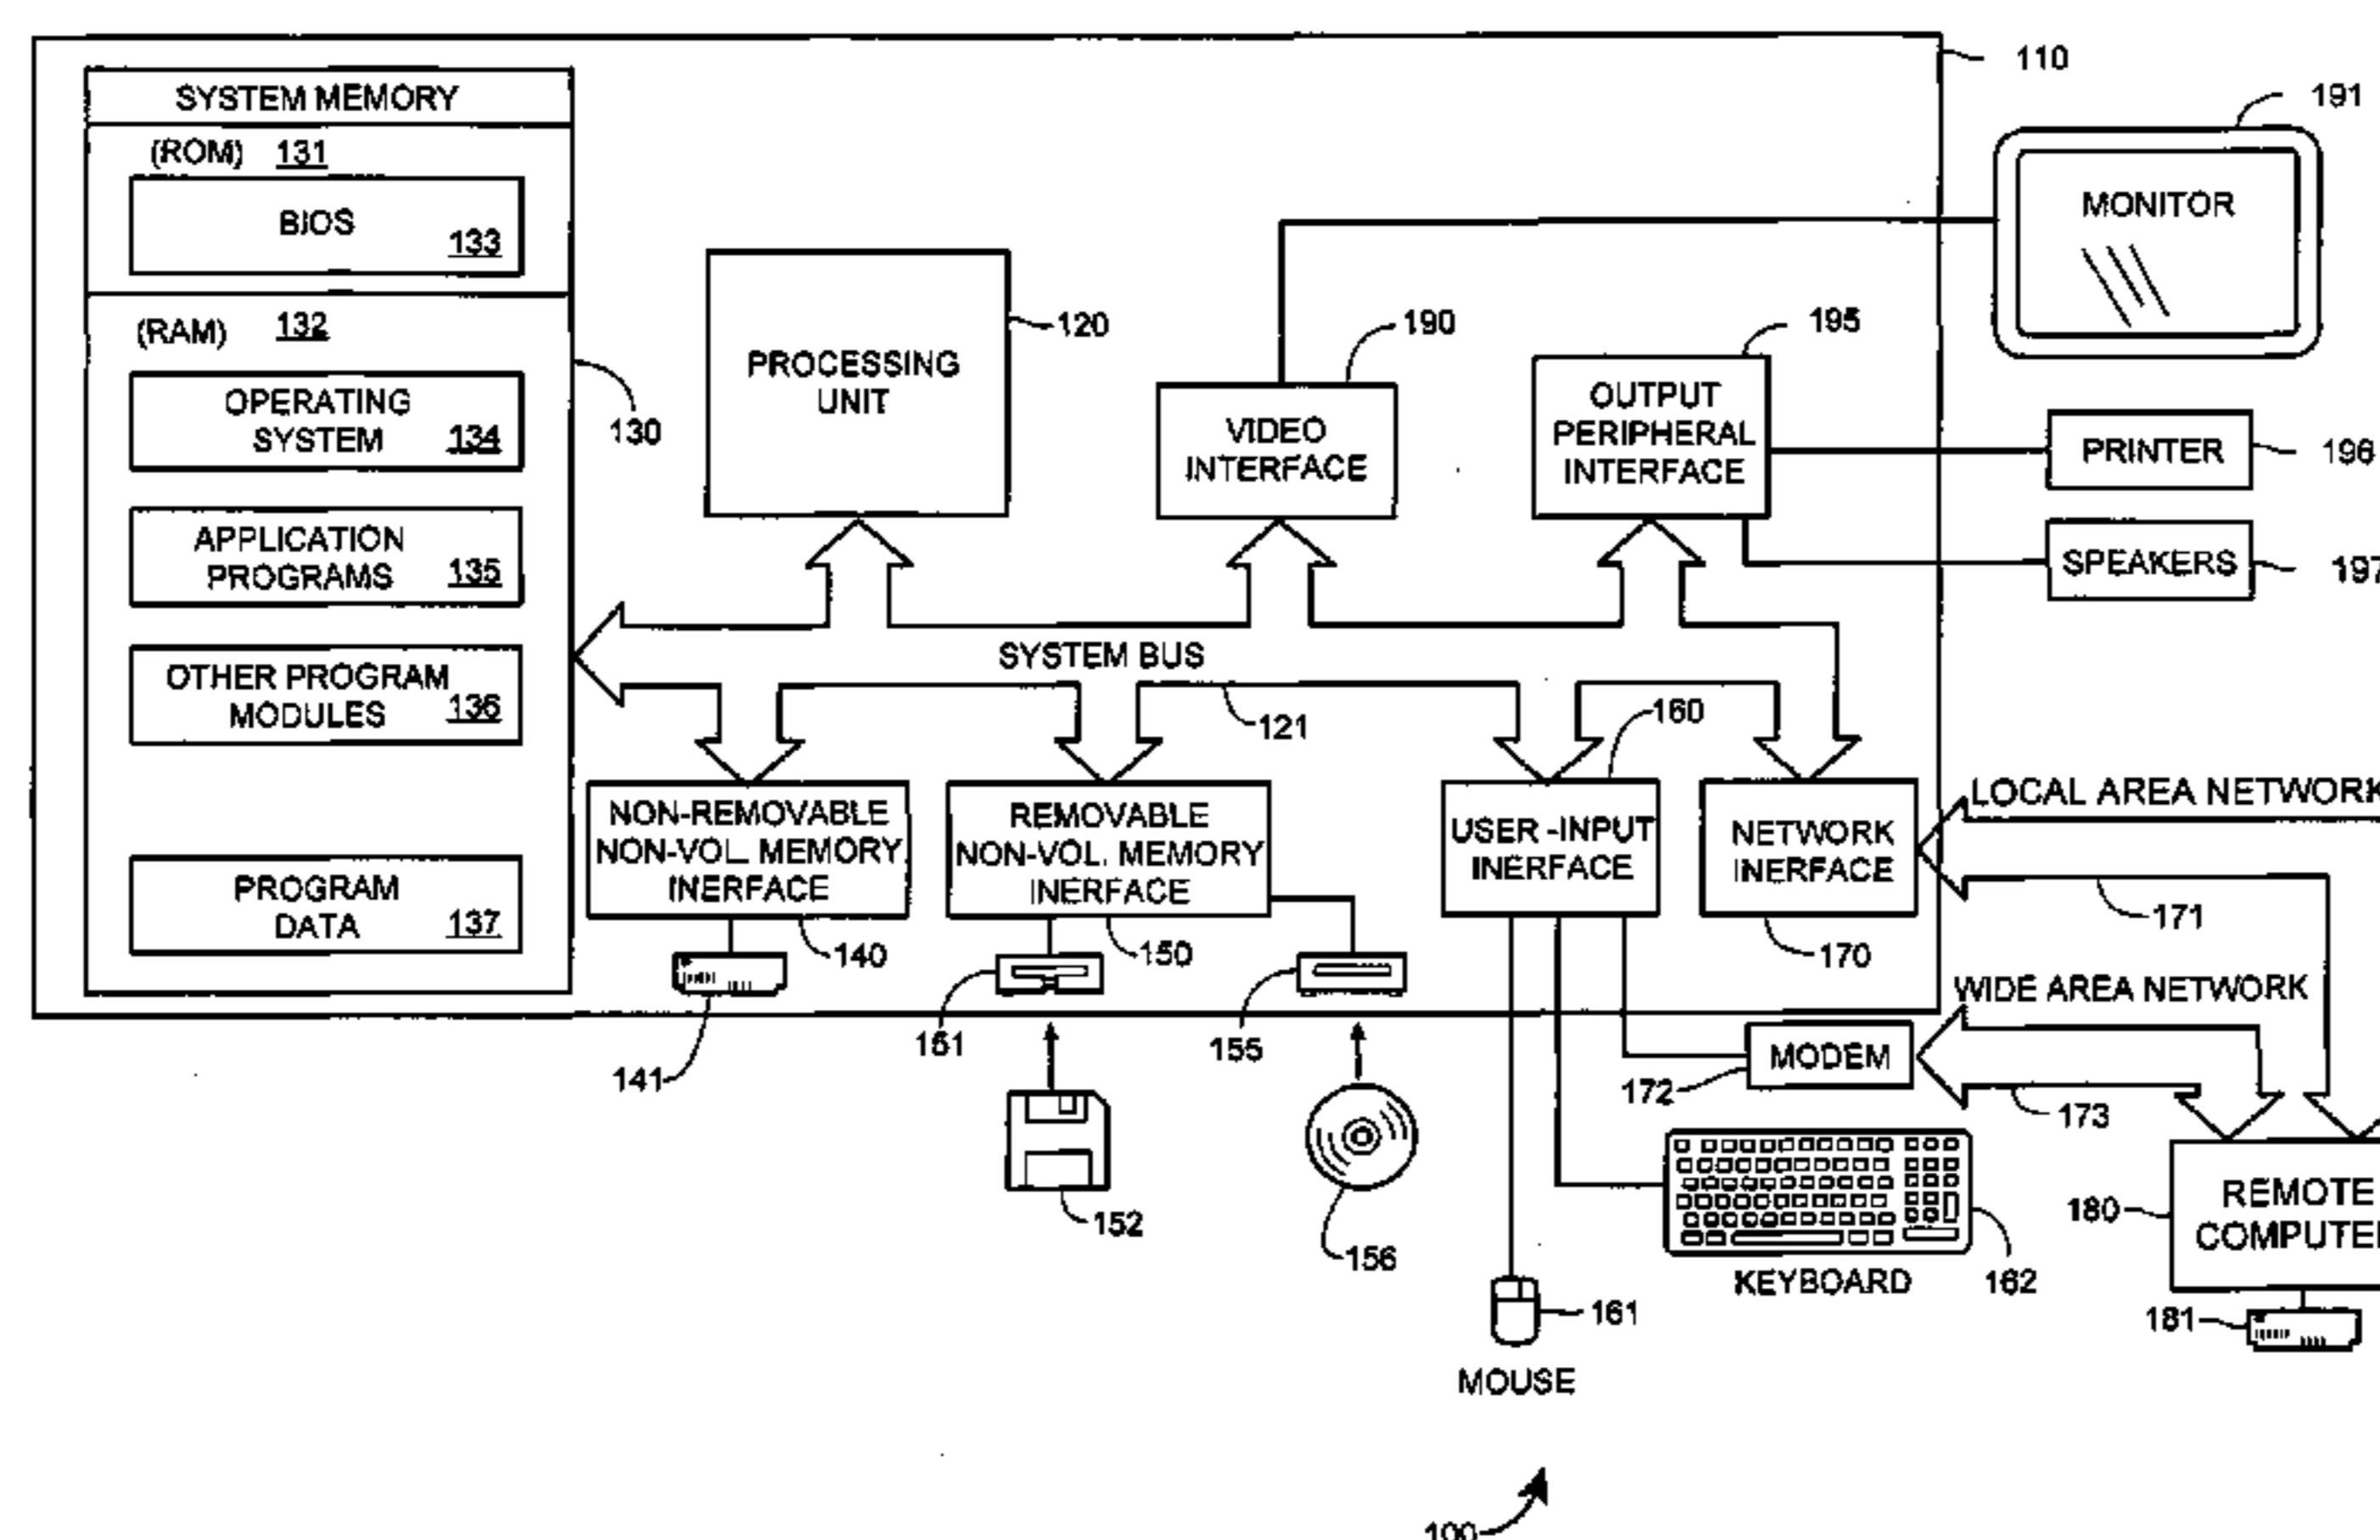 110
191
SYSTEM MEMORY
(ROM) 131
BIOS
133
(RAM) 132
OPERATING
SYSTEM 134
APPLICATION
PROGRAMS 135
OTHER PROGRAM
MODULES 136
PROGRAM
DATA 137
130
PROCESSING
UNIT
120
VIDEO
INTERFACE
190
OUTPUT
PERIPHERAL
INTERFACE
195
MONITOR
PRINTER
196
SPEAKERS
197
SYSTEM BUS
121
NON-REMOVABLE
NON-VOL. MEMORY
INERFACE
140
141
REMOVABLE
NON-VOL. MEMORY
INERFACE
150
151
155
152
156
160
USER-INPUT
INERFACE
NETWORK
INERFACE
170
LOCAL AREA NETWORK
171
WIDE AREA NETWORK
MODEM
172
173
KEYBOARD
162
161
MOUSE
180
REMOTE
181
100